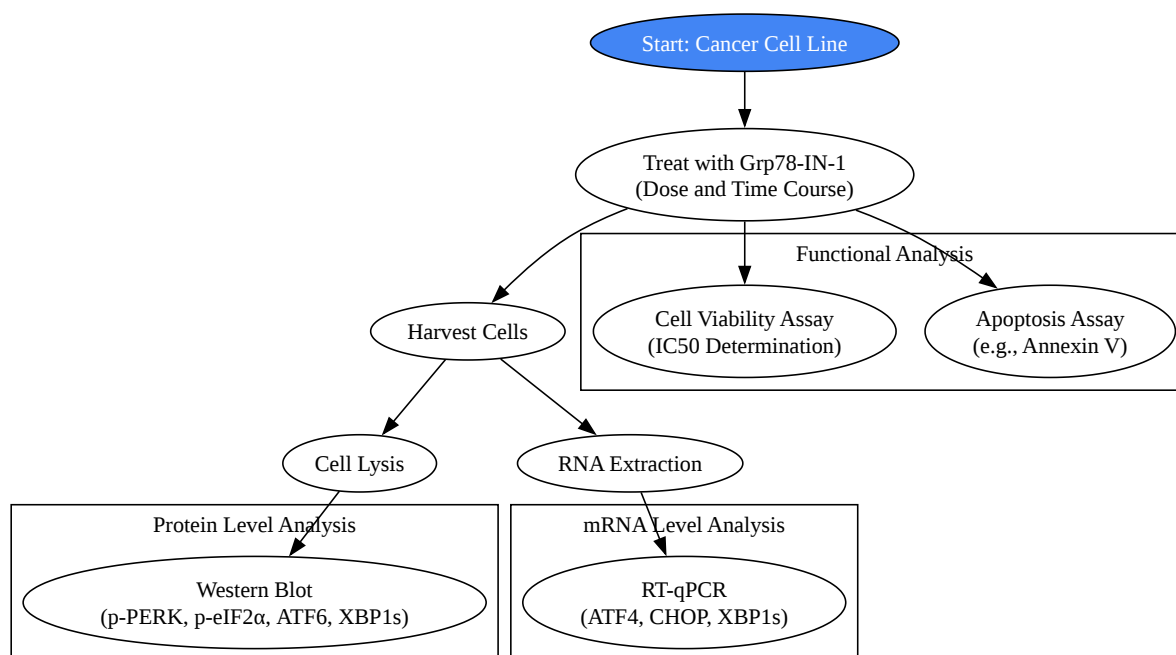 Start: Cancer Cell Line
Treat with Grp78-IN-1
(Dose and Time Course)
Functional Analysis
Harvest Cells
Cell Viability Assay
(IC50 Determination)
Apoptosis Assay
(e.g., Annexin V)
Cell Lysis
RNA Extraction
Protein Level Analysis
mRNA Level Analysis
Western Blot
(p-PERK, p-eIF2α, ATF6, XBP1s)
RT-qPCR
(ATF4, CHOP, XBP1s)